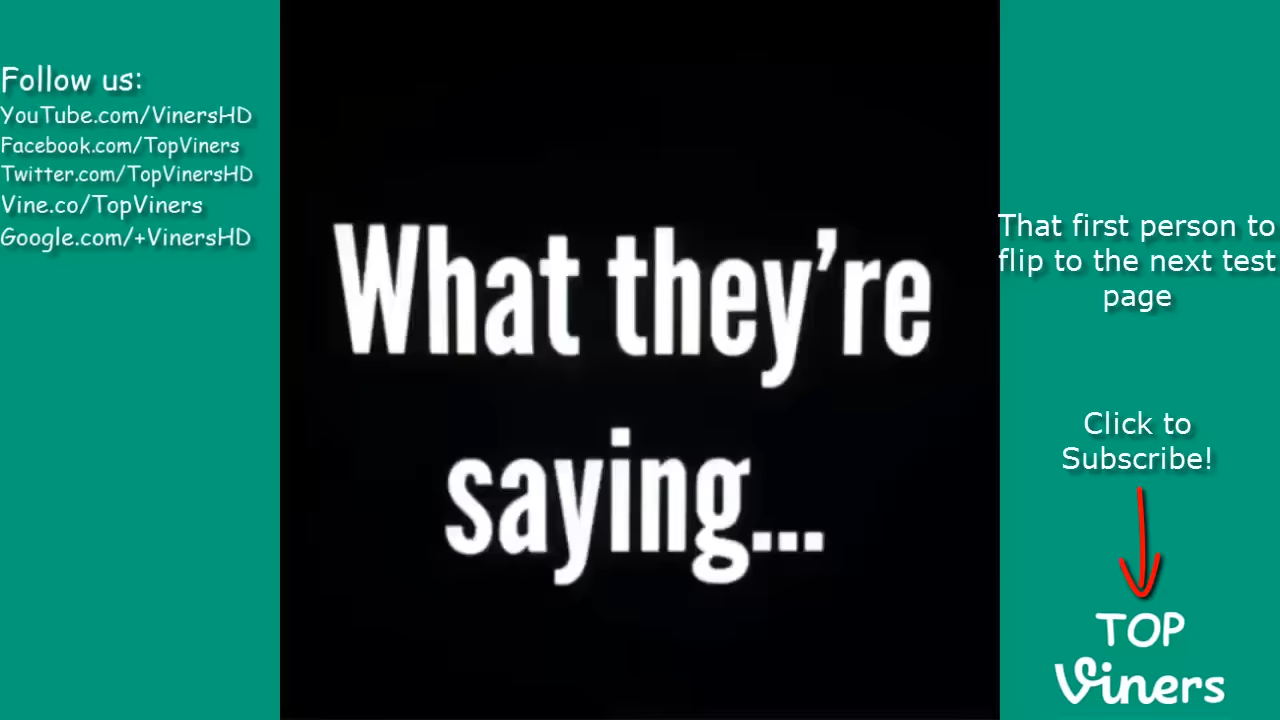 Follow us:
YouTube.com/VinersHD
Facebook.com/TopViners
Twitter.com/TopVinersHD
Vine.co/TopViners
Google.com/+VinersHD
What they’re
saying...
That first person to
flip to the next test
page
Click to
Subscribe!
TOP
Viners